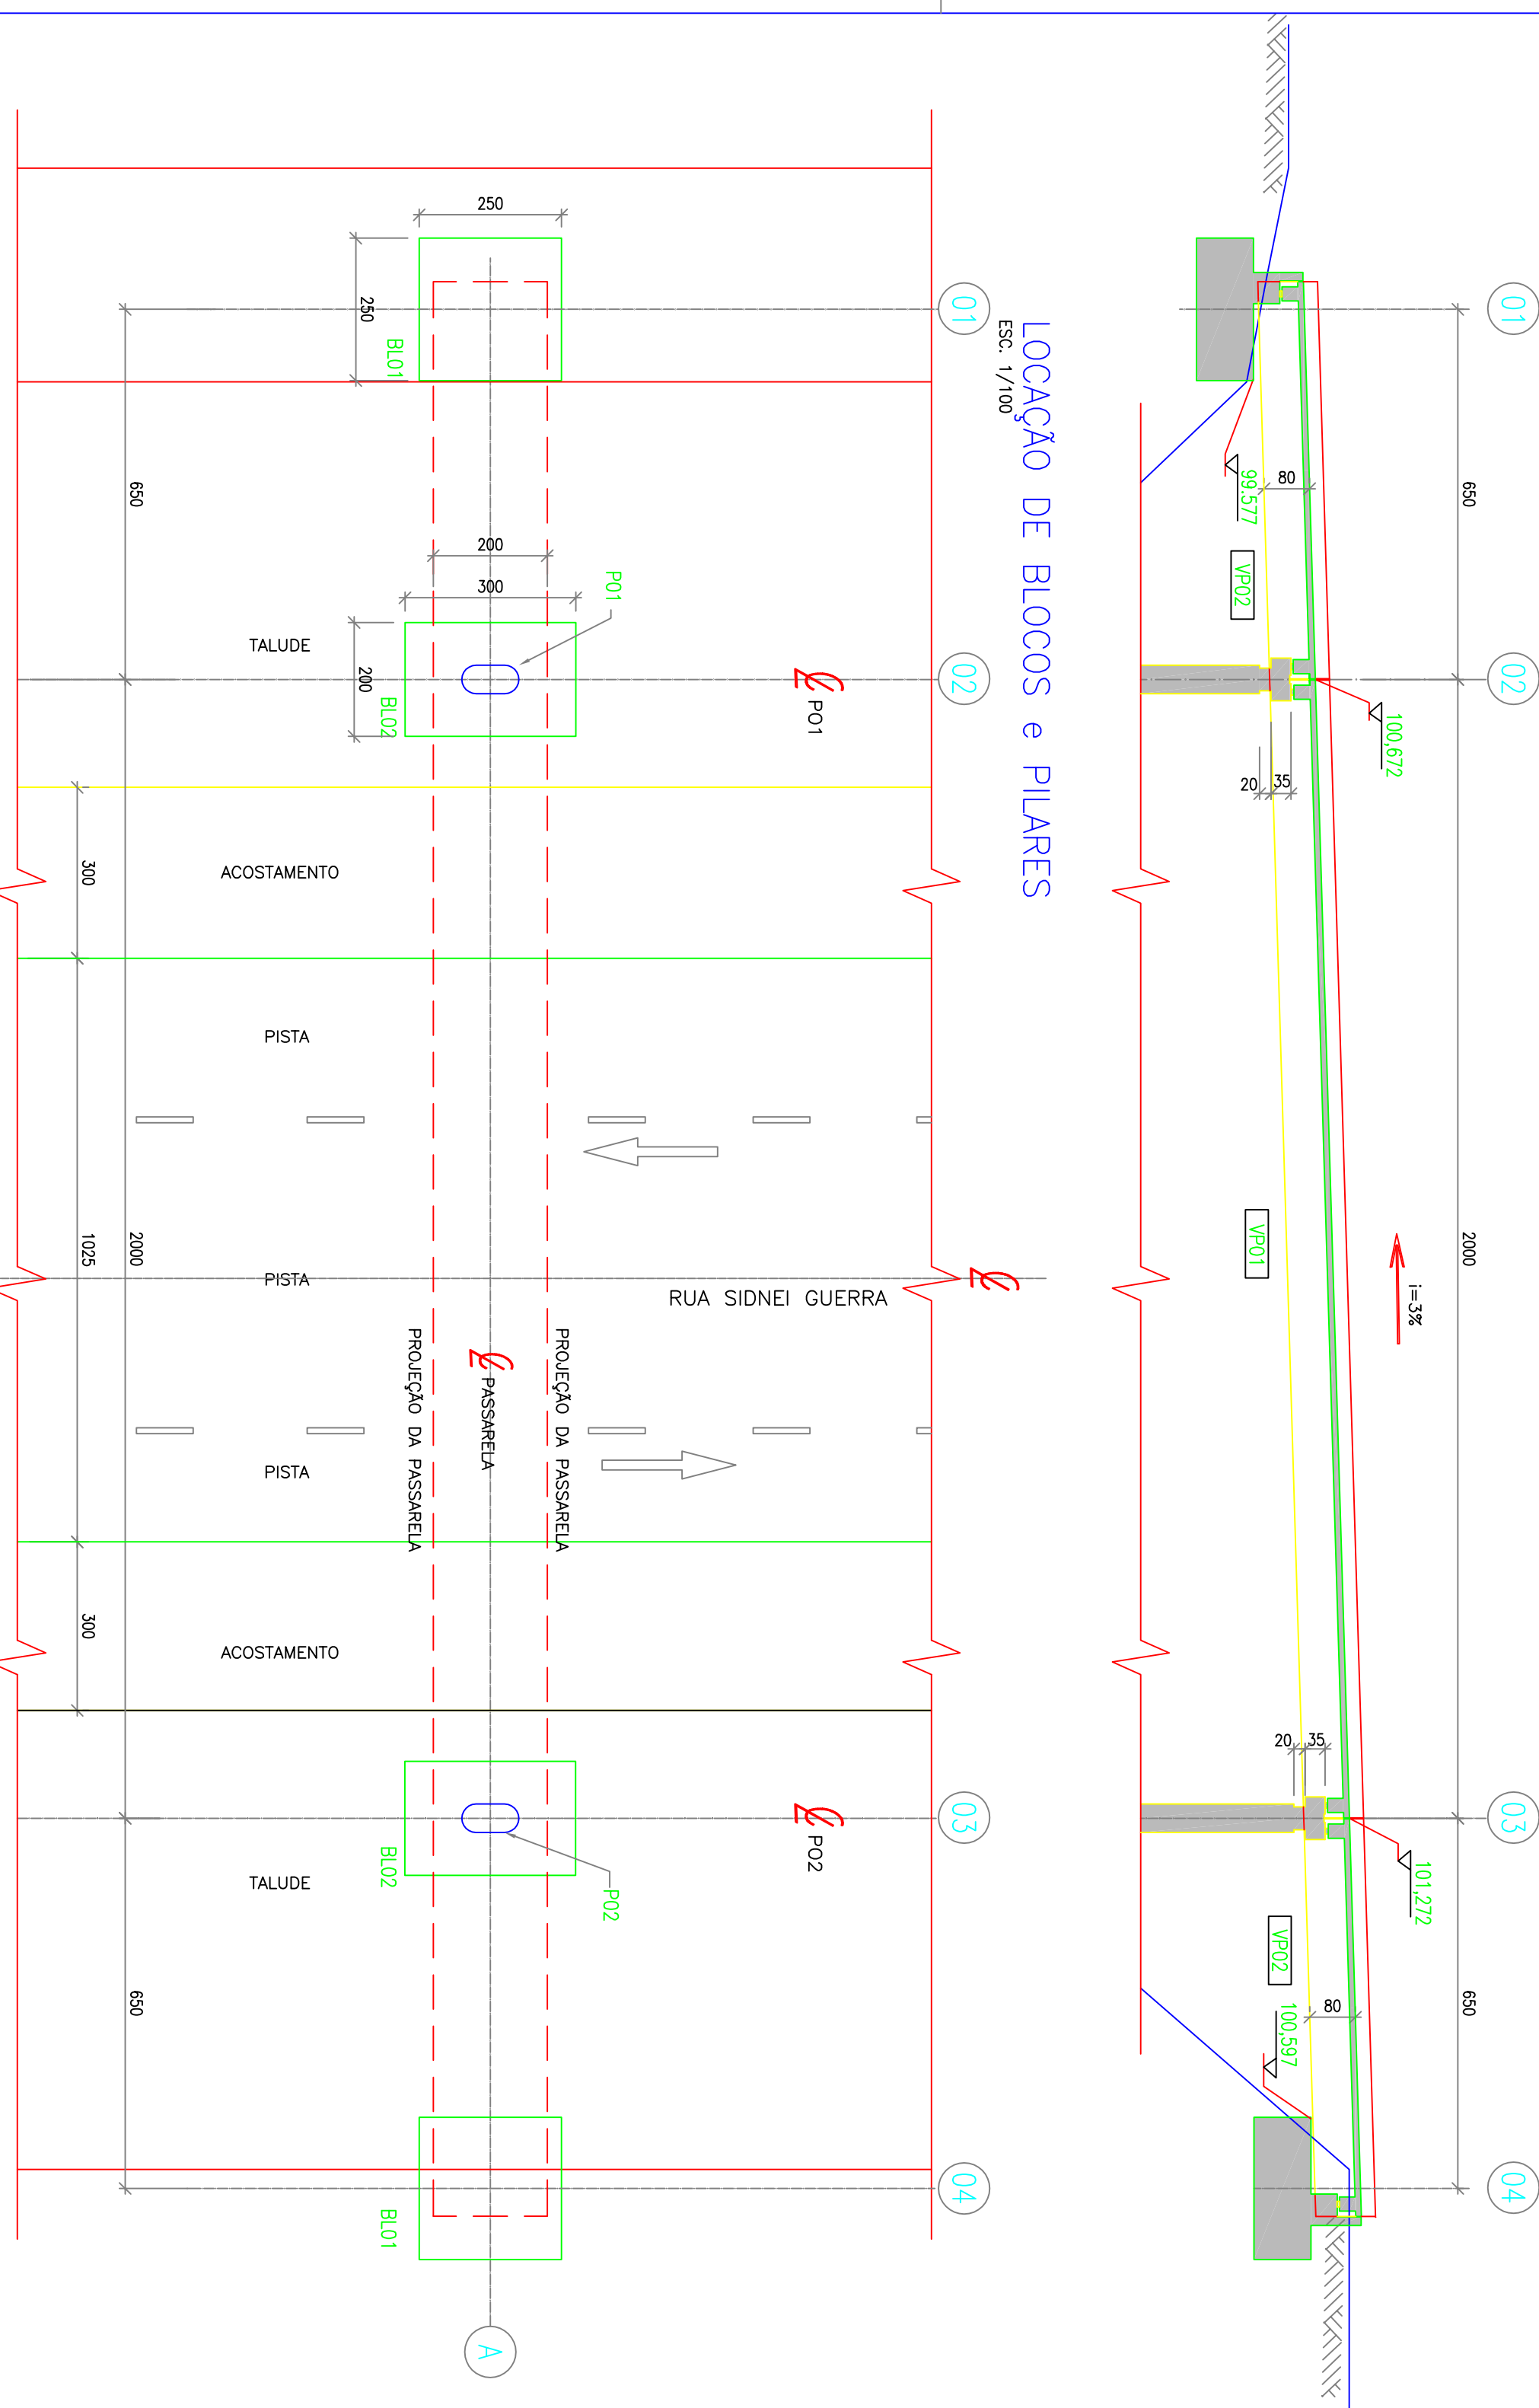 01
02
03
04
650
2000
650
i=3%
100,672
101,272
80
99.577
VP02
35
20
VP01
35
20
VP02
80
100,597
LOCAÇÃO DE BLOCOS e PILARES
ESC. 1/100
01
02
03
04
PO1
PO2
RUA SIDNEI GUERRA
P01
P02
PROJEÇÃO DA PASSARELA
250
200
300
PASSARELA
A
PROJEÇÃO DA PASSARELA
BL01
BL02
BL02
BL01
250
200
TALUDE
ACOSTAMENTO
PISTA
PISTA
PISTA
ACOSTAMENTO
TALUDE
650
2000
650
300
1025
300